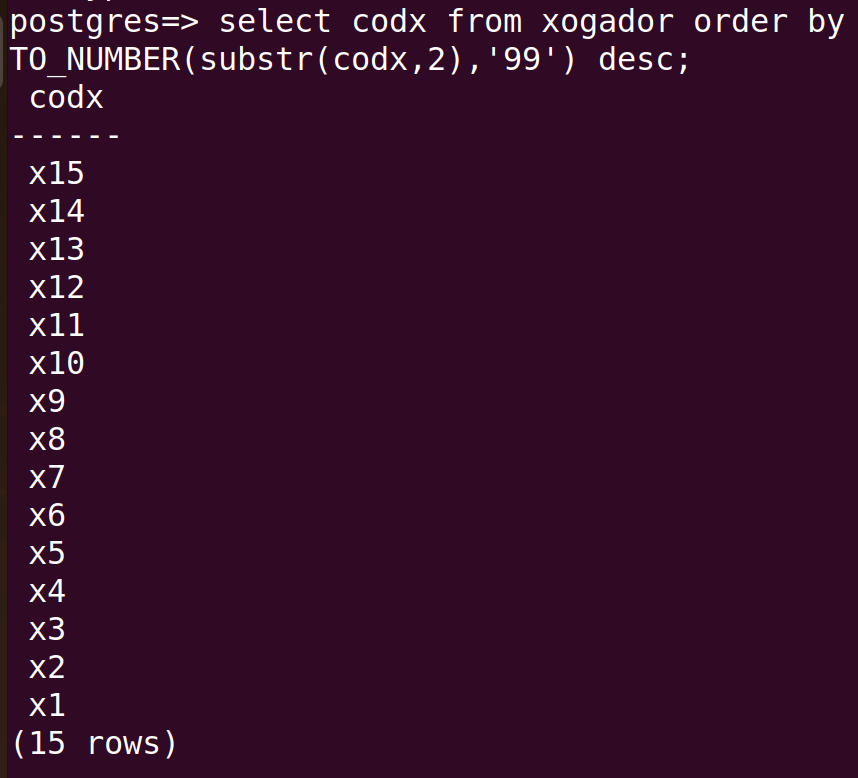 postgres=> select codx from xogador order by
TO_NUMBER(substr(codx,2),'99') desc;
codx
------
x15
x14
x13
x12
x11
x10
x9
x8
x7
x6
x5
x4
x3
x2
x1
(15 rows)